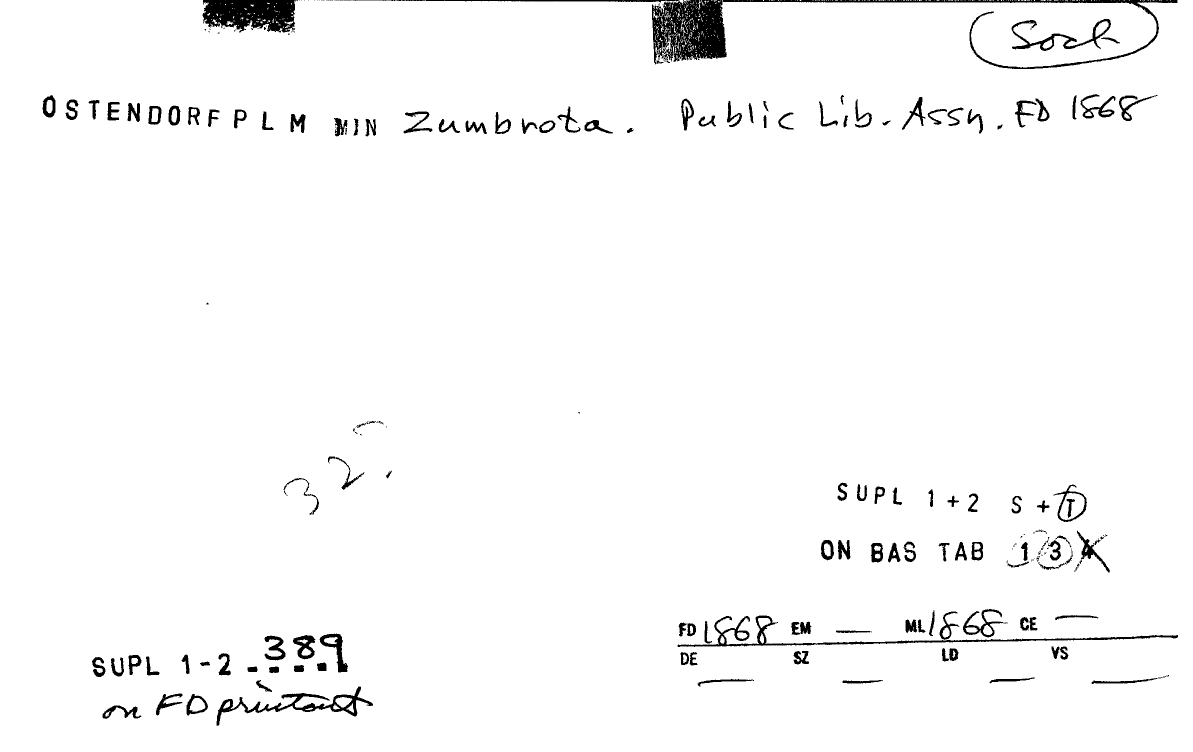 Soch
OSTENDORF P L M MIN Zumbrota. Public Lib. Assn. FD 1868
32.
SUPL 1+2 S + T
ON BAS TAB 1 3 4
FD 1868 EM — ML 1868 CE —
DE SZ LD VS
— — — —
SUPL 1-2 .389
on FD printout